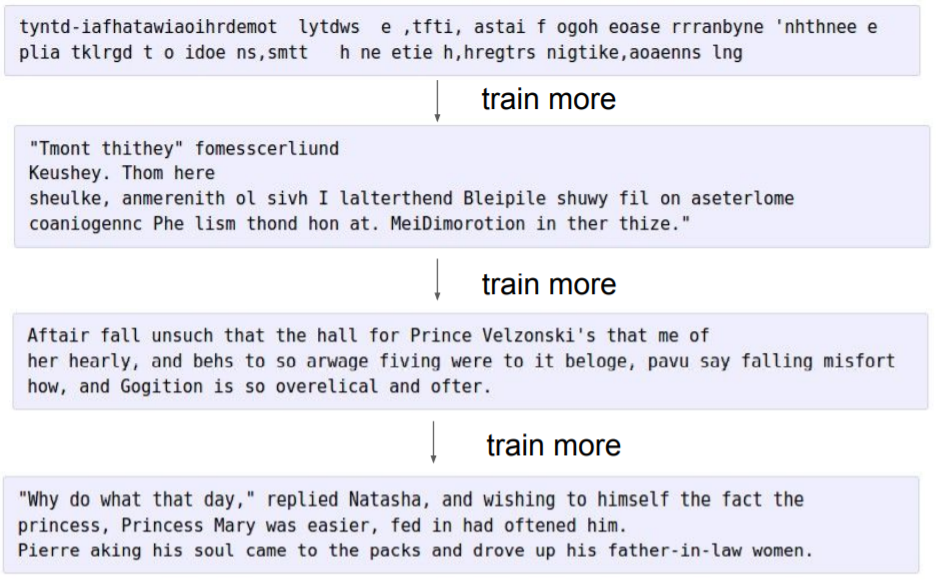 tyntd-iafhatawiaoihrdemot  lytdws  e ,tfti, astai f ogoh eoase rrranbyne 'nhthnee e
plia tklrgd t o idoe ns,smtt   h ne etie h,hregtrs nigtike,aoaenns lng
train more
"Tmont thithey" fomesscerliund
Keushey. Thom here
sheulke, anmerenith ol sivh I lalterthend Bleipile shuwy fil on aseterlome
coaniogennc Phe lism thond hon at. MeiDimorotion in ther thize."
train more
Aftair fall unsuch that the hall for Prince Velzonski's that me of
her hearly, and behs to so arwage fiving were to it beloge, pavu say falling misfort
how, and Gogition is so overelical and ofter.
train more
"Why do what that day," replied Natasha, and wishing to himself the fact the
princess, Princess Mary was easier, fed in had oftened him.
Pierre aking his soul came to the packs and drove up his father-in-law women.